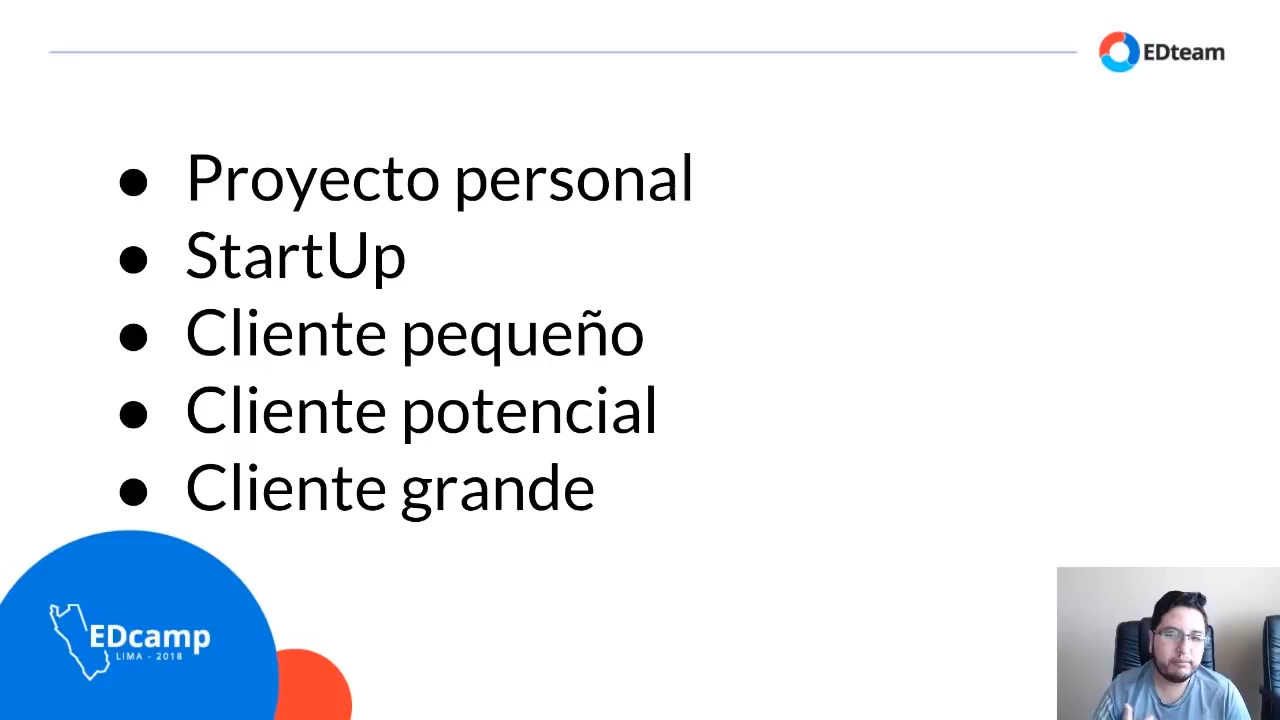 EDteam
● Proyecto personal
● StartUp
● Cliente pequeño
● Cliente potencial
● Cliente grande
EDcamp
LIMA - 2018